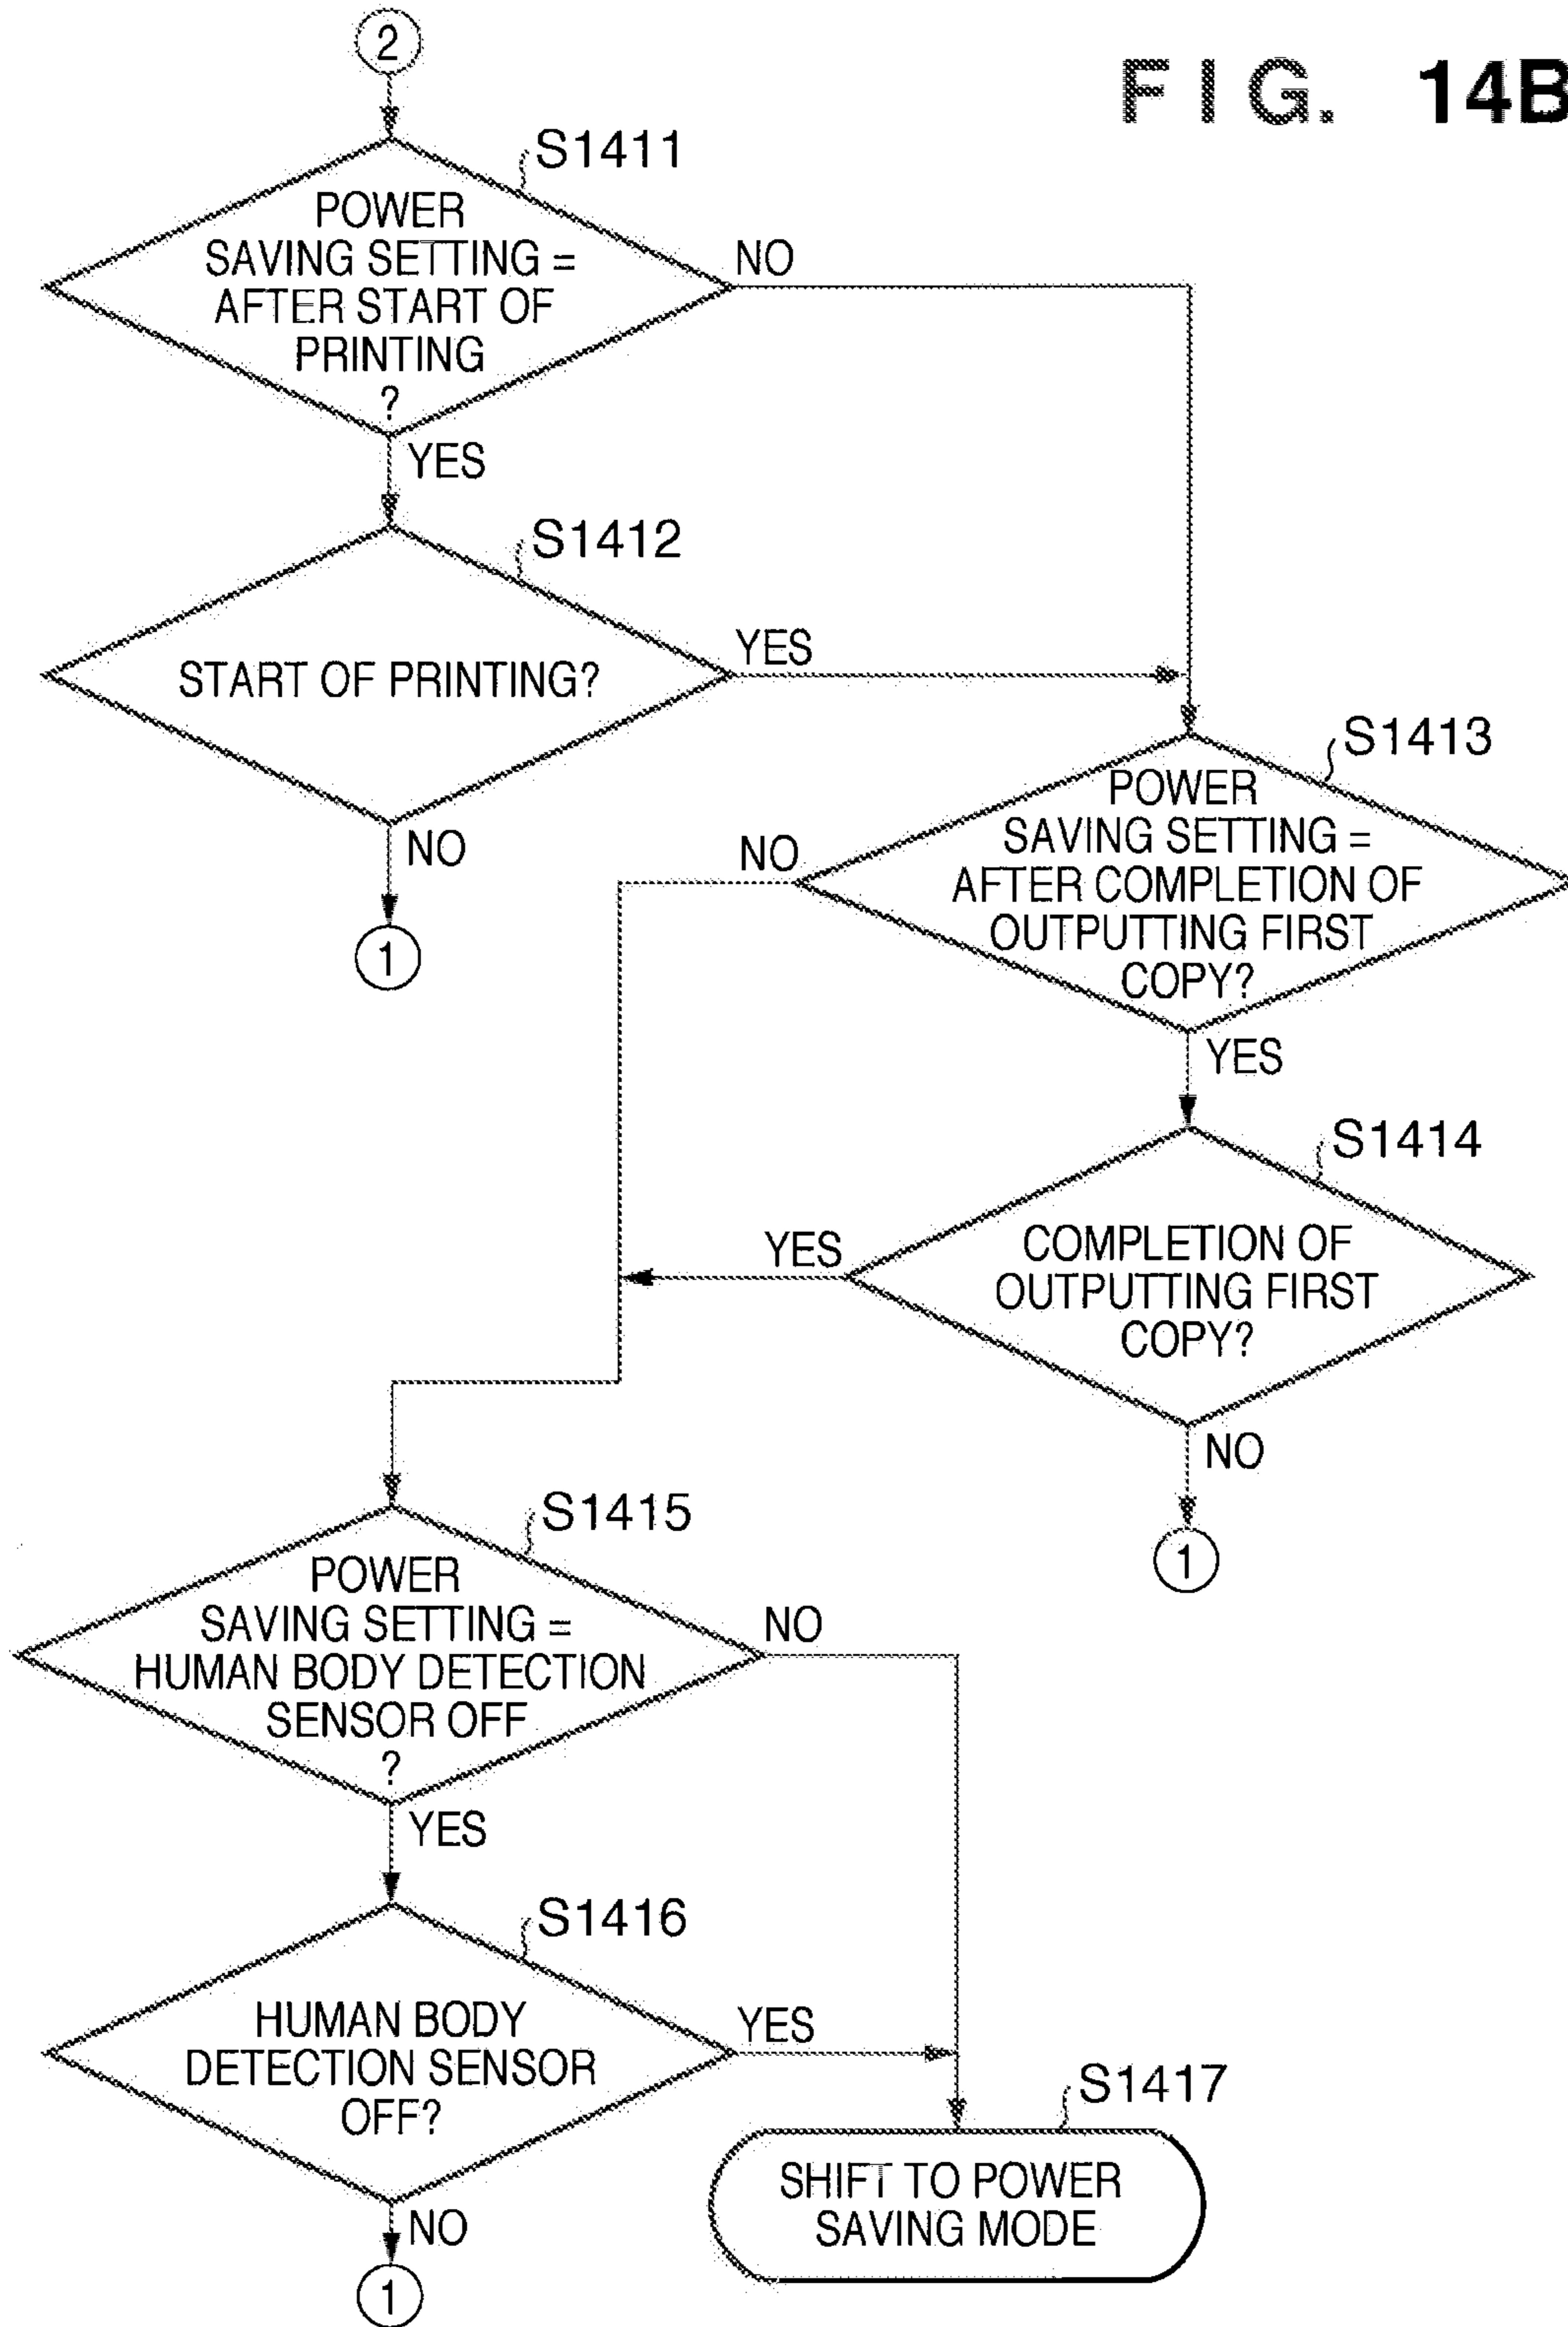 FIG. 14B
2
S1411
POWER
SAVING SETTING =
AFTER START OF
PRINTING
?
NO
YES
S1412
START OF PRINTING?
YES
NO
1
S1413
POWER
SAVING SETTING =
AFTER COMPLETION OF
OUTPUTTING FIRST
COPY?
NO
YES
S1414
COMPLETION OF
OUTPUTTING FIRST
COPY?
YES
NO
1
S1415
POWER
SAVING SETTING =
HUMAN BODY DETECTION
SENSOR OFF
?
NO
YES
S1416
HUMAN BODY
DETECTION SENSOR
OFF?
YES
NO
1
S1417
SHIFT TO POWER
SAVING MODE